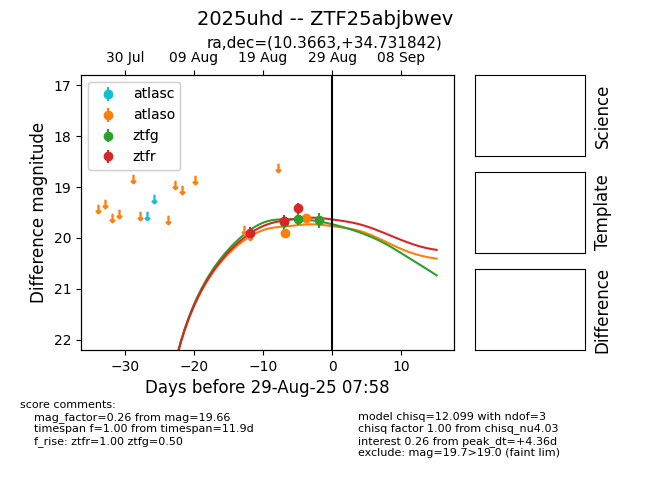 2025uhd -- ZTF25abjbwev
ra,dec=(10.3663,+34.731842)
30 Jul 09 Aug 19 Aug 29 Aug 08 Sep
atlasc
atlaso
ztfg
ztfr
17
18
19
20
21
22
Difference magnitude
−30 −20 −10 0 10
Days before 29-Aug-25 07:58
Science
Template
Difference
score comments:
mag_factor=0.26 from mag=19.66
timespan f=1.00 from timespan=11.9d
f_rise: ztfr=1.00 ztfg=0.50
model chisq=12.099 with ndof=3
chisq factor 1.00 from chisq_nu4.03
interest 0.26 from peak_dt=+4.36d
exclude: mag=19.7>19.0 (faint lim)